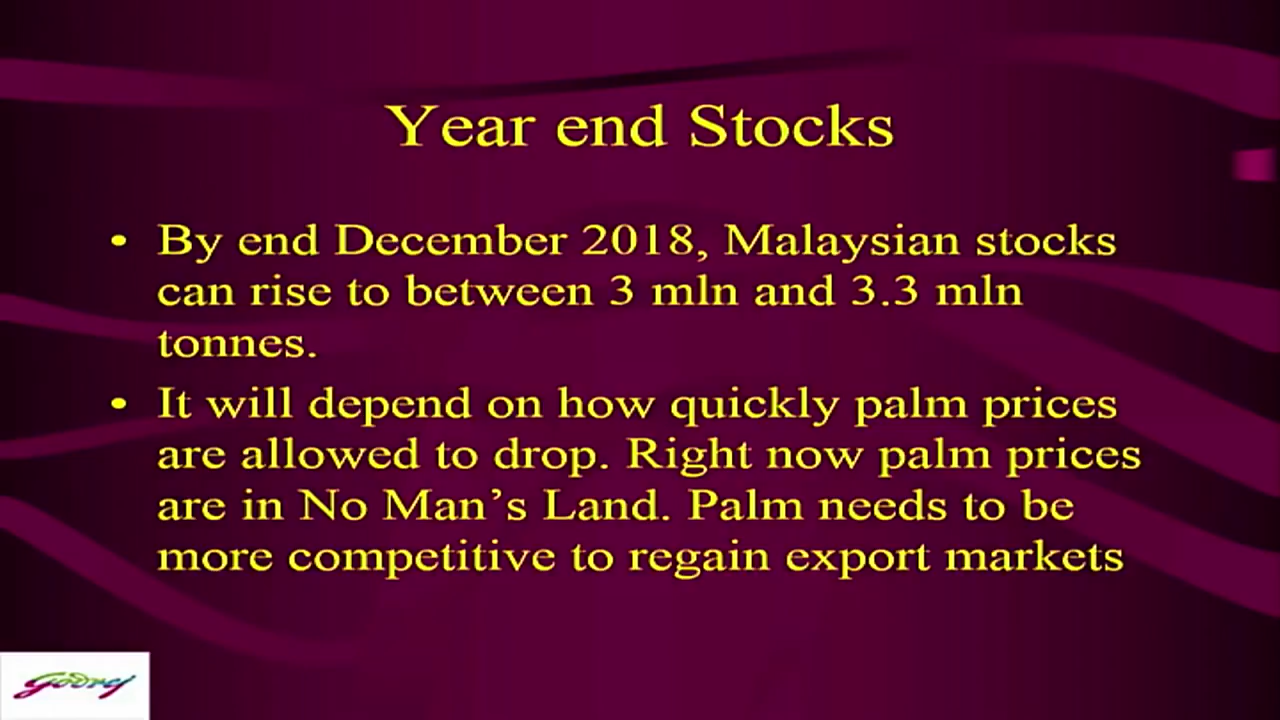 Year end Stocks
• By end December 2018, Malaysian stocks
can rise to between 3 mln and 3.3 mln
tonnes.
• It will depend on how quickly palm prices
are allowed to drop. Right now palm prices
are in No Man’s Land. Palm needs to be
more competitive to regain export markets
Godrej